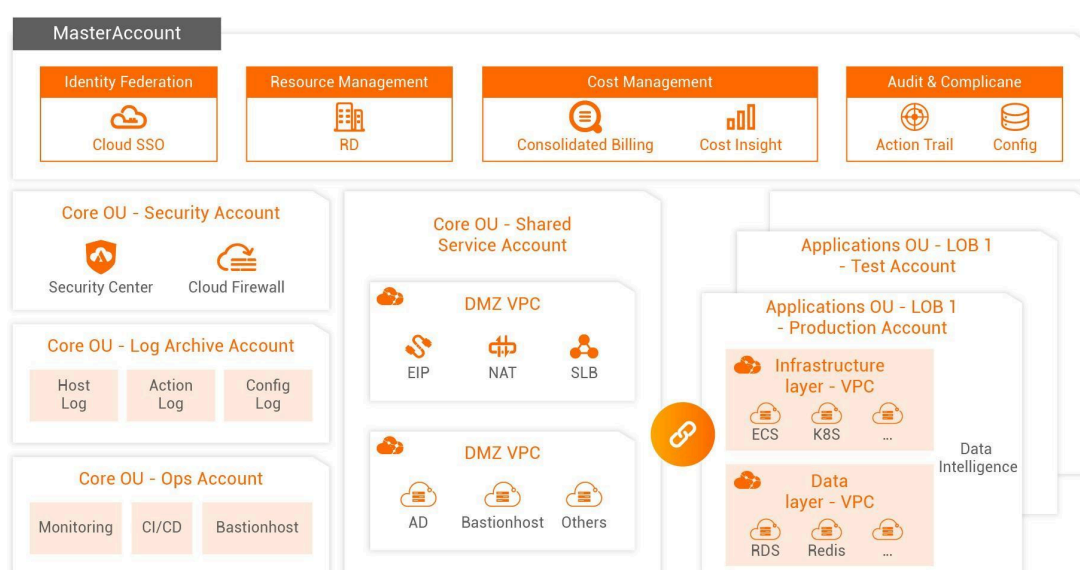 MasterAccount
Identity Federation
Cloud SSO
Resource Management
RD
Cost Management
Consolidated Billing
Cost Insight
Audit & Complicane
Action Trail
Config
Core OU - Security Account
Security Center
Cloud Firewall
Core OU - Log Archive Account
Host
Log
Action
Log
Config
Log
Core OU - Ops Account
Monitoring
CI/CD
Bastionhost
Core OU - Shared
Service Account
DMZ VPC
EIP
NAT
SLB
DMZ VPC
AD
Bastionhost
Others
Applications OU - LOB 1
- Test Account
Applications OU - LOB 1
- Production Account
Infrastructure
layer - VPC
ECS
K8S
...
Data
layer - VPC
RDS
Redis
...
Data
Intelligence